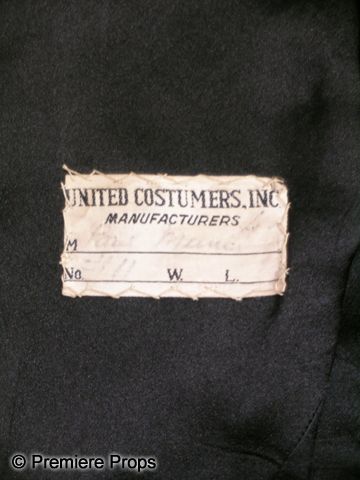 UNITED COSTUMERS, INC
MANUFACTURERS
M
No. W. L.
© Premiere Props